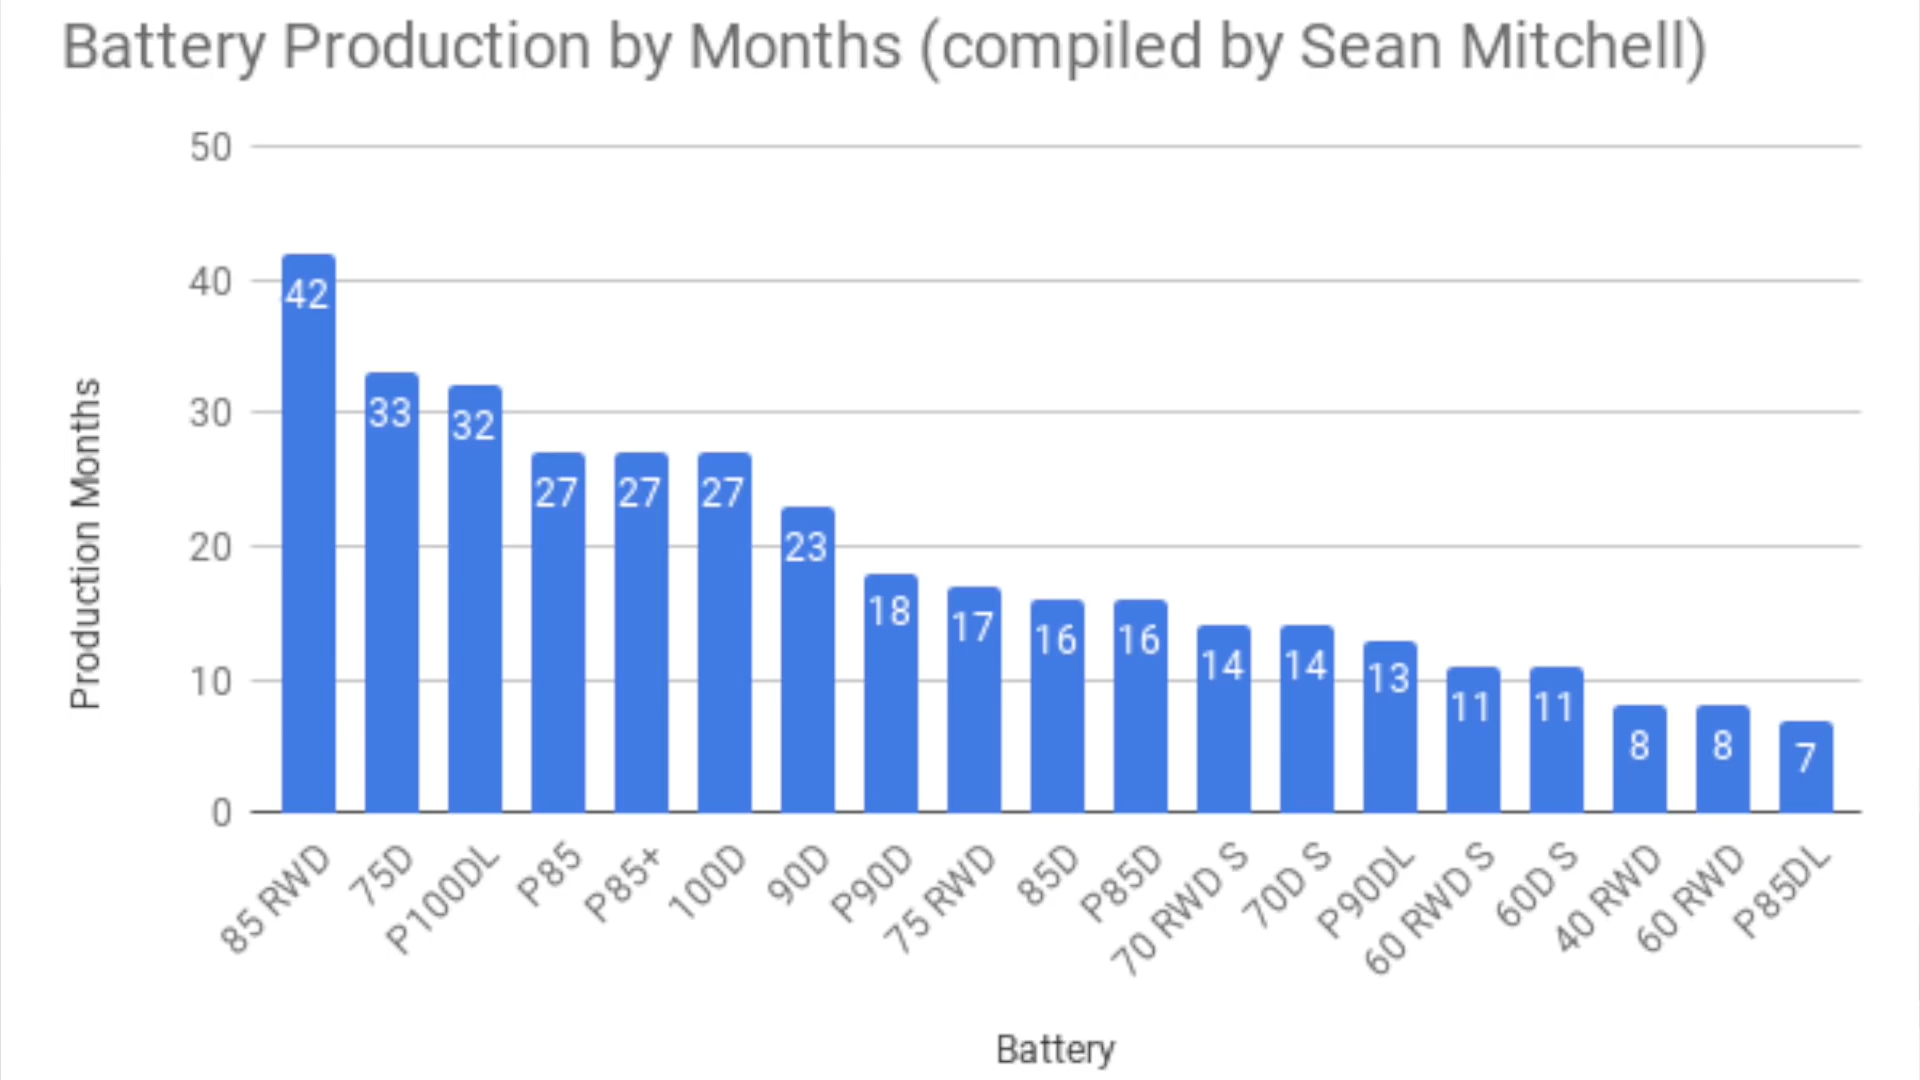 Battery Production by Months (compiled by Sean Mitchell)
50
40
30
20
10
0
Production Months
42
33
32
27
27
27
23
18
17
16
16
14
14
13
11
11
8
8
7
85 RWD
75D
P100DL
P85
P85+
100D
90D
P90D
75 RWD
85D
P85D
70 RWD S
70D S
P90DL
60 RWD S
60D S
40 RWD
60 RWD
P85DL
Battery